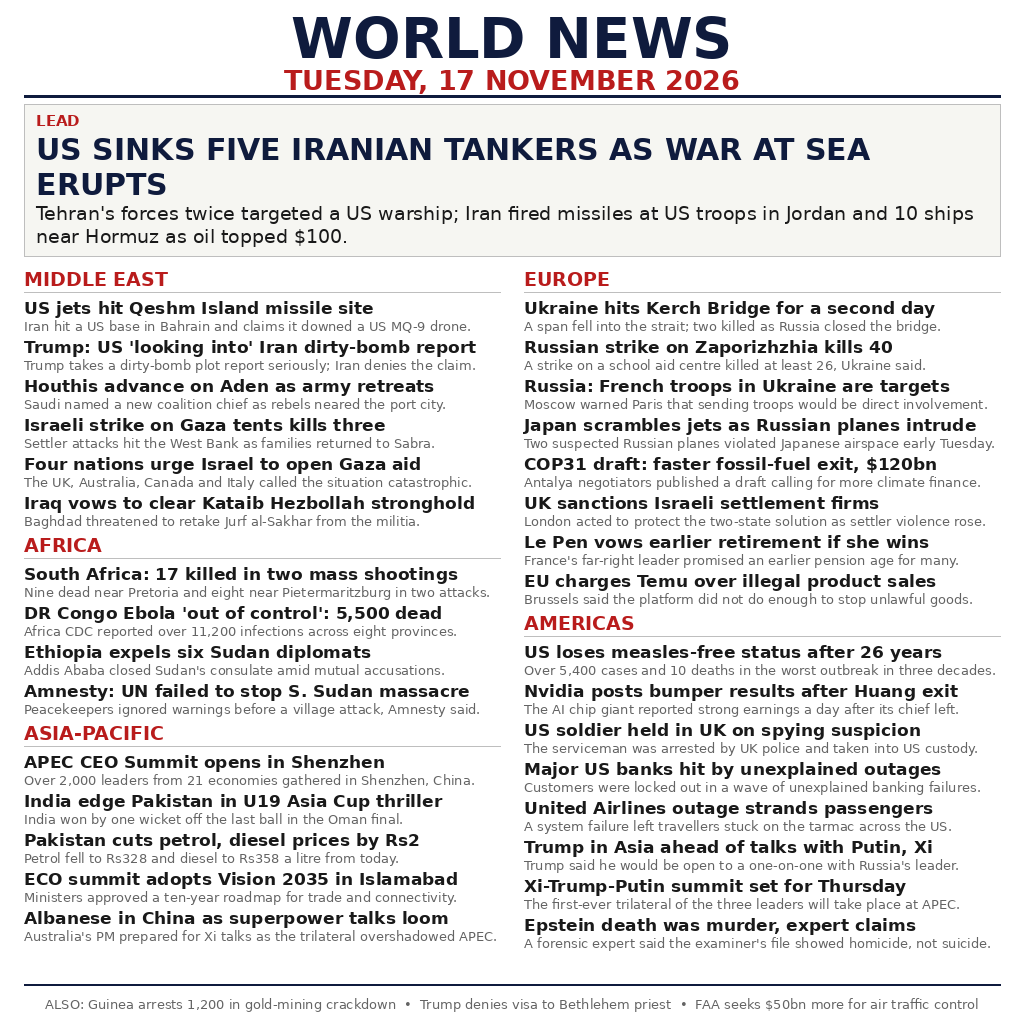 WORLD NEWS
TUESDAY, 17 NOVEMBER 2026
LEAD
US SINKS FIVE IRANIAN TANKERS AS WAR AT SEA
ERUPTS
Tehran's forces twice targeted a US warship; Iran fired missiles at US troops in Jordan and 10 ships
near Hormuz as oil topped $100.
MIDDLE EAST
US jets hit Qeshm Island missile site
Iran hit a US base in Bahrain and claims it downed a US MQ-9 drone.
Trump: US 'looking into' Iran dirty-bomb report
Trump takes a dirty-bomb plot report seriously; Iran denies the claim.
Houthis advance on Aden as army retreats
Saudi named a new coalition chief as rebels neared the port city.
Israeli strike on Gaza tents kills three
Settler attacks hit the West Bank as families returned to Sabra.
Four nations urge Israel to open Gaza aid
The UK, Australia, Canada and Italy called the situation catastrophic.
Iraq vows to clear Kataib Hezbollah stronghold
Baghdad threatened to retake Jurf al-Sakhar from the militia.
AFRICA
South Africa: 17 killed in two mass shootings
Nine dead near Pretoria and eight near Pietermaritzburg in two attacks.
DR Congo Ebola 'out of control': 5,500 dead
Africa CDC reported over 11,200 infections across eight provinces.
Ethiopia expels six Sudan diplomats
Addis Ababa closed Sudan's consulate amid mutual accusations.
Amnesty: UN failed to stop S. Sudan massacre
Peacekeepers ignored warnings before a village attack, Amnesty said.
ASIA-PACIFIC
APEC CEO Summit opens in Shenzhen
Over 2,000 leaders from 21 economies gathered in Shenzhen, China.
India edge Pakistan in U19 Asia Cup thriller
India won by one wicket off the last ball in the Oman final.
Pakistan cuts petrol, diesel prices by Rs2
Petrol fell to Rs328 and diesel to Rs358 a litre from today.
ECO summit adopts Vision 2035 in Islamabad
Ministers approved a ten-year roadmap for trade and connectivity.
Albanese in China as superpower talks loom
Australia's PM prepared for Xi talks as the trilateral overshadowed APEC.
EUROPE
Ukraine hits Kerch Bridge for a second day
A span fell into the strait; two killed as Russia closed the bridge.
Russian strike on Zaporizhzhia kills 40
A strike on a school aid centre killed at least 26, Ukraine said.
Russia: French troops in Ukraine are targets
Moscow warned Paris that sending troops would be direct involvement.
Japan scrambles jets as Russian planes intrude
Two suspected Russian planes violated Japanese airspace early Tuesday.
COP31 draft: faster fossil-fuel exit, $120bn
Antalya negotiators published a draft calling for more climate finance.
UK sanctions Israeli settlement firms
London acted to protect the two-state solution as settler violence rose.
Le Pen vows earlier retirement if she wins
France's far-right leader promised an earlier pension age for many.
EU charges Temu over illegal product sales
Brussels said the platform did not do enough to stop unlawful goods.
AMERICAS
US loses measles-free status after 26 years
Over 5,400 cases and 10 deaths in the worst outbreak in three decades.
Nvidia posts bumper results after Huang exit
The AI chip giant reported strong earnings a day after its chief left.
US soldier held in UK on spying suspicion
The serviceman was arrested by UK police and taken into US custody.
Major US banks hit by unexplained outages
Customers were locked out in a wave of unexplained banking failures.
United Airlines outage strands passengers
A system failure left travellers stuck on the tarmac across the US.
Trump in Asia ahead of talks with Putin, Xi
Trump said he would be open to a one-on-one with Russia's leader.
Xi-Trump-Putin summit set for Thursday
The first-ever trilateral of the three leaders will take place at APEC.
Epstein death was murder, expert claims
A forensic expert said the examiner's file showed homicide, not suicide.
ALSO: Guinea arrests 1,200 in gold-mining crackdown • Trump denies visa to Bethlehem priest • FAA seeks $50bn more for air traffic control